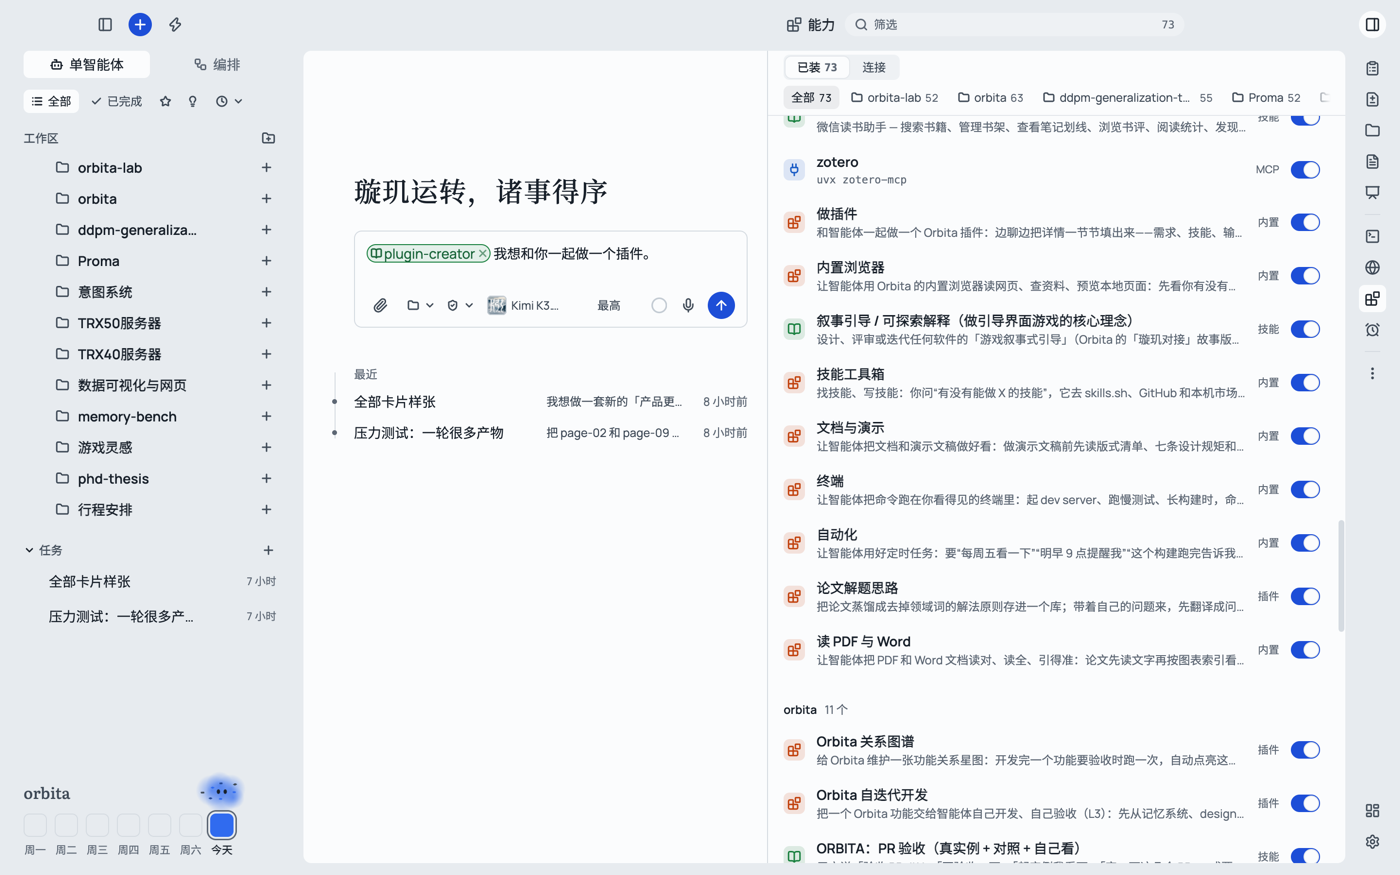 能力
筛选
73
单智能体
编排
全部
已完成
工作区
orbita-lab
orbita
ddpm-generaliza...
Proma
意图系统
TRX50服务器
TRX40服务器
数据可视化与网页
memory-bench
游戏灵感
phd-thesis
行程安排
任务
全部卡片样张 7 小时
压力测试：一轮很多产... 7 小时
orbita
周一 周二 周三 周四 周五 周六 今天
璇玑运转，诸事得序
plugin-creator 我想和你一起做一个插件。
Kimi K3... 最高
最近
全部卡片样张 我想做一套新的「产品更... 8 小时前
压力测试：一轮很多产物 把 page-02 和 page-09 ... 8 小时前
已装 73 连接
全部 73 orbita-lab 52 orbita 63 ddpm-generalization-t... 55 Proma 52
微信读书助手 — 搜索书籍、管理书架、查看笔记划线、浏览书评、阅读统计、发现... 技能
zotero
uvx zotero-mcp
MCP
做插件
和智能体一起做一个 Orbita 插件：边聊边把详情一节节填出来——需求、技能、输...
内置
内置浏览器
让智能体用 Orbita 的内置浏览器读网页、查资料、预览本地页面：先看你有没有...
内置
叙事引导 / 可探索解释（做引导界面游戏的核心理念）
设计、评审或迭代任何软件的「游戏叙事式引导」（Orbita 的「璇玑对接」故事版...
技能
技能工具箱
找技能、写技能：你问“有没有能做 X 的技能”，它去 skills.sh、GitHub 和本机市场...
内置
文档与演示
让智能体把文档和演示文稿做好看：做演示文稿前先读版式清单、七条设计规矩和...
内置
终端
让智能体把命令跑在你看得见的终端里：起 dev server、跑慢测试、长构建时，命...
内置
自动化
让智能体用好定时任务：要“每周五看一下”“明早 9 点提醒我”“这个构建跑完告诉我...
内置
论文解题思路
把论文蒸馏成去掉领域词的解法原则存进一个库；带着自己的问题来，先翻译成问...
插件
读 PDF 与 Word
让智能体把 PDF 和 Word 文档读对、读全、引得准：论文先读文字再按图表索引看...
内置
orbita 11 个
Orbita 关系图谱
给 Orbita 维护一张功能关系星图：开发完一个功能要验收时跑一次，自动点亮这...
插件
Orbita 自迭代开发
把一个 Orbita 功能交给智能体自己开发、自己验收（L3）：先从记忆系统、design...
插件
ORBITA：PR 验收（真实例 + 对照 + 自己看）
技能